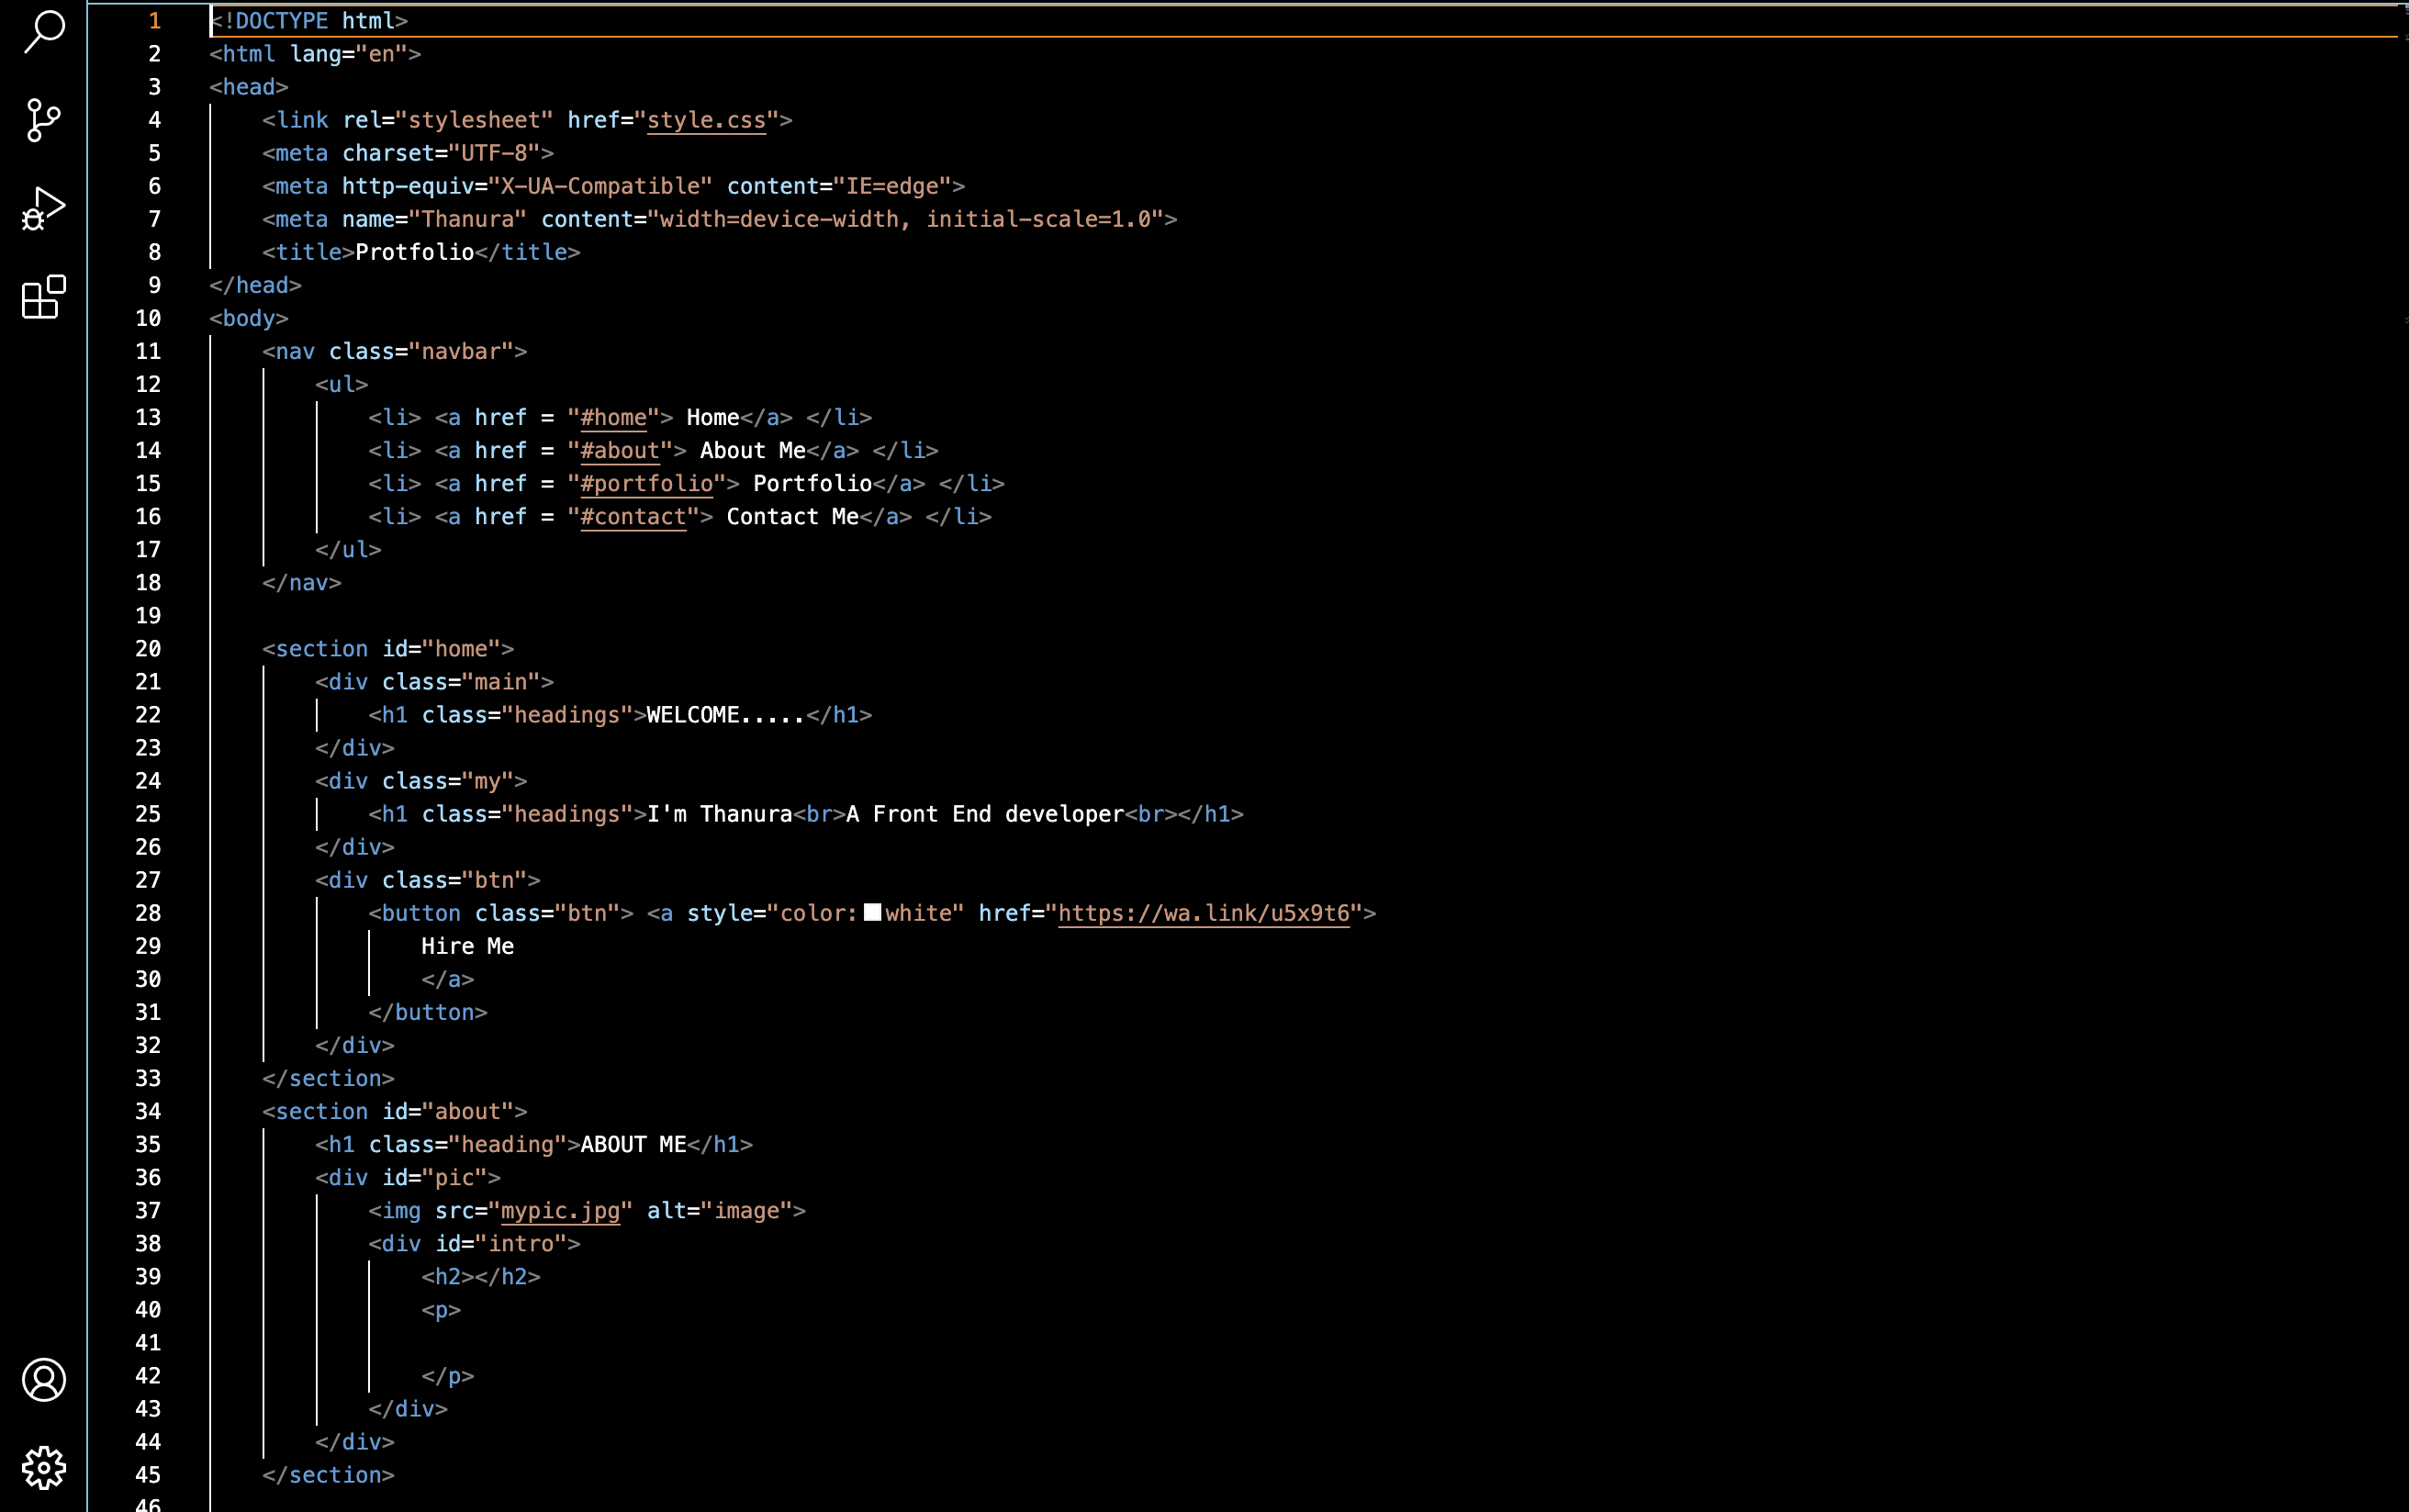 1 <!DOCTYPE html>
2 <html lang="en">
3 <head>
4     <link rel="stylesheet" href="style.css">
5     <meta charset="UTF-8">
6     <meta http-equiv="X-UA-Compatible" content="IE=edge">
7     <meta name="Thanura" content="width=device-width, initial-scale=1.0">
8     <title>Protfolio</title>
9 </head>
10 <body>
11     <nav class="navbar">
12         <ul>
13             <li> <a href = "#home"> Home</a> </li>
14             <li> <a href = "#about"> About Me</a> </li>
15             <li> <a href = "#portfolio"> Portfolio</a> </li>
16             <li> <a href = "#contact"> Contact Me</a> </li>
17         </ul>
18     </nav>
19
20     <section id="home">
21         <div class="main">
22             <h1 class="headings">WELCOME.....</h1>
23         </div>
24         <div class="my">
25             <h1 class="headings">I'm Thanura<br>A Front End developer<br></h1>
26         </div>
27         <div class="btn">
28             <button class="btn"> <a style="color:white" href="https://wa.link/u5x9t6">
29                 Hire Me
30                 </a>
31             </button>
32         </div>
33     </section>
34     <section id="about">
35         <h1 class="heading">ABOUT ME</h1>
36         <div id="pic">
37             <img src="mypic.jpg" alt="image">
38             <div id="intro">
39                 <h2></h2>
40                 <p>
41
42                 </p>
43             </div>
44         </div>
45     </section>
46